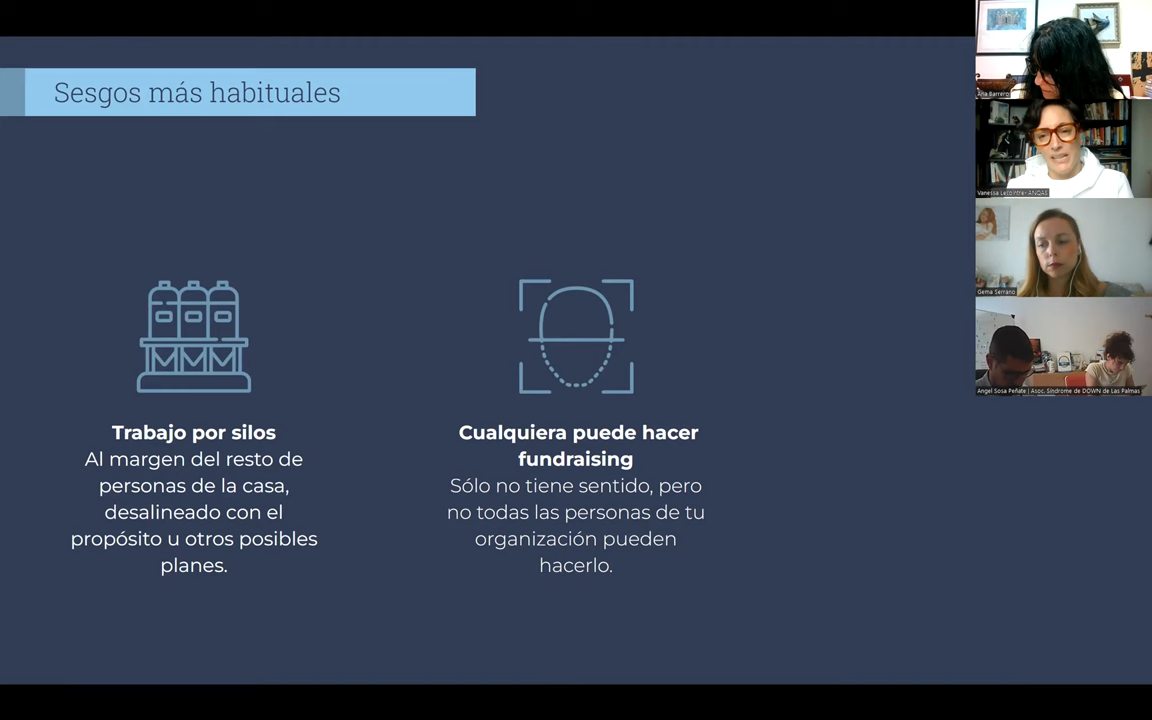 Sesgos más habituales
Trabajo por silos
Al margen del resto de
personas de la casa,
desalineado con el
propósito u otros posibles
planes.
Cualquiera puede hacer
fundraising
Sólo no tiene sentido, pero
no todas las personas de tu
organización pueden
hacerlo.
Ana Barrero
Vanessa Lecointre- ANQAS
Gema Serrano
Angel Sosa Peñate | Asoc. Síndrome de DOWN de Las Palmas